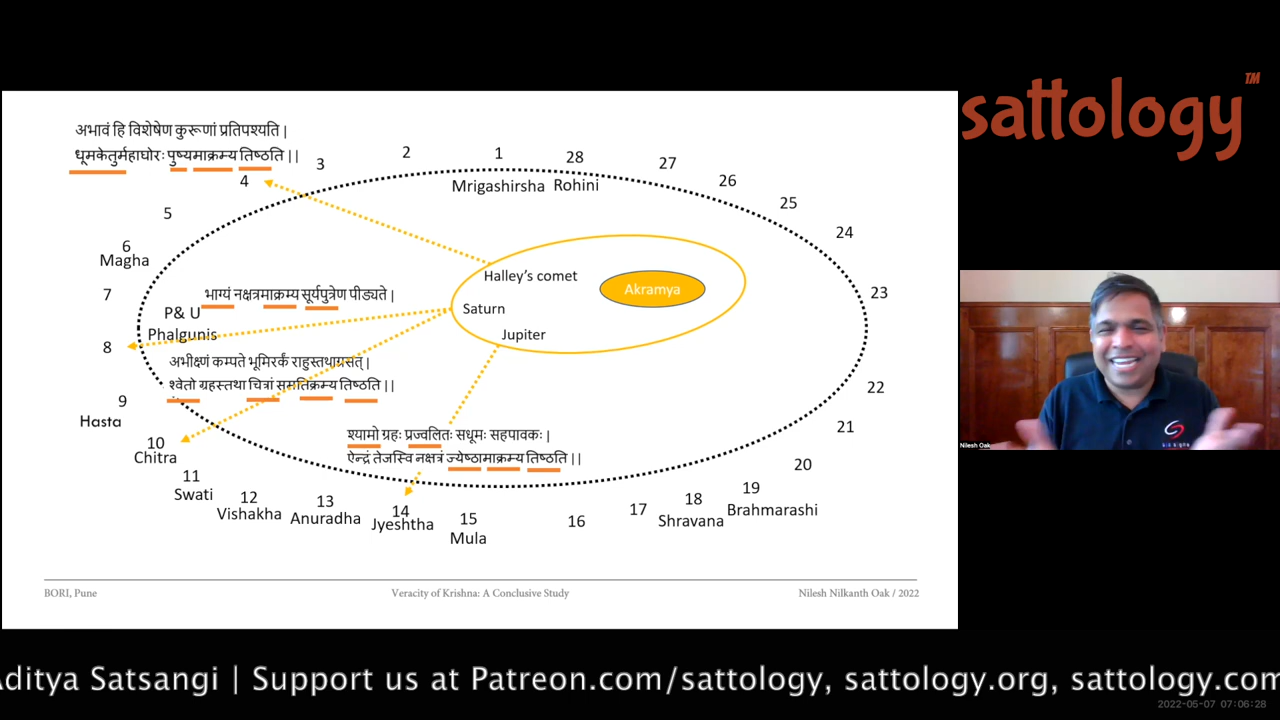 sattology™
अभावं हि विशेषेण कुरूणां प्रतिपश्यति |
धूमकेतुर्महाघोरः पुष्यमाक्रम्य तिष्ठति ||
4
3
2
1
Mrigashirsha
28
Rohini
27
26
25
24
23
22
21
20
19
Brahmarashi
18
Shravana
17
16
15
Mula
14
Jyeshtha
13
Anuradha
12
Vishakha
11
Swati
10
Chitra
9
Hasta
8
7
6
Magha
5
P& U
Phalgunis
Halley's comet
Saturn
Jupiter
Akramya
भाग्यं नक्षत्रमाक्रम्य सूर्यपुत्रेण पीड्यते |
अभीक्ष्णं कम्पते भूमिरर्कं राहुस्तथाग्रसत् |
श्वेतो ग्रहस्तथा चित्रां समतिक्रम्य तिष्ठति ||
श्यामो ग्रहः प्रज्वलितः सधूमः सहपावकः |
ऐन्द्रं तेजस्वि नक्षत्रं ज्येष्ठामाक्रम्य तिष्ठति ||
BORI, Pune
Veracity of Krishna: A Conclusive Study
Nilesh Nilkanth Oak / 2022
Nilesh Oak
Aditya Satsangi | Support us at Patreon.com/sattology, sattology.org, sattology.com
2022-05-07 07:06:28